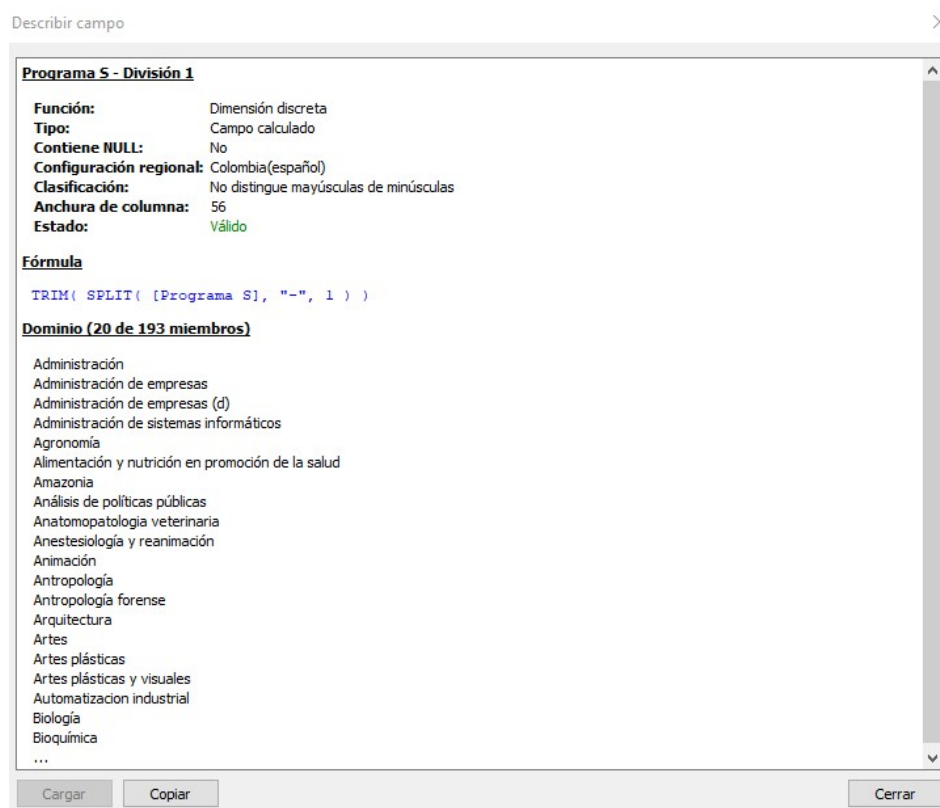 Describir campo
Programa S - División 1
Función: Dimensión discreta
Tipo: Campo calculado
Contiene NULL: No
Configuración regional: Colombia(español)
Clasificación: No distingue mayúsculas de minúsculas
Anchura de columna: 56
Estado: Válido
Fórmula
TRIM( SPLIT( [Programa S], "-", 1 ) )
Dominio (20 de 193 miembros)
Administración
Administración de empresas
Administración de empresas (d)
Administración de sistemas informáticos
Agronomía
Alimentación y nutrición en promoción de la salud
Amazonia
Análisis de políticas públicas
Anatomopatologia veterinaria
Anestesiología y reanimación
Animación
Antropología
Antropología forense
Arquitectura
Artes
Artes plásticas
Artes plásticas y visuales
Automatizacion industrial
Biología
Bioquímica
...
Cargar Copiar Cerrar